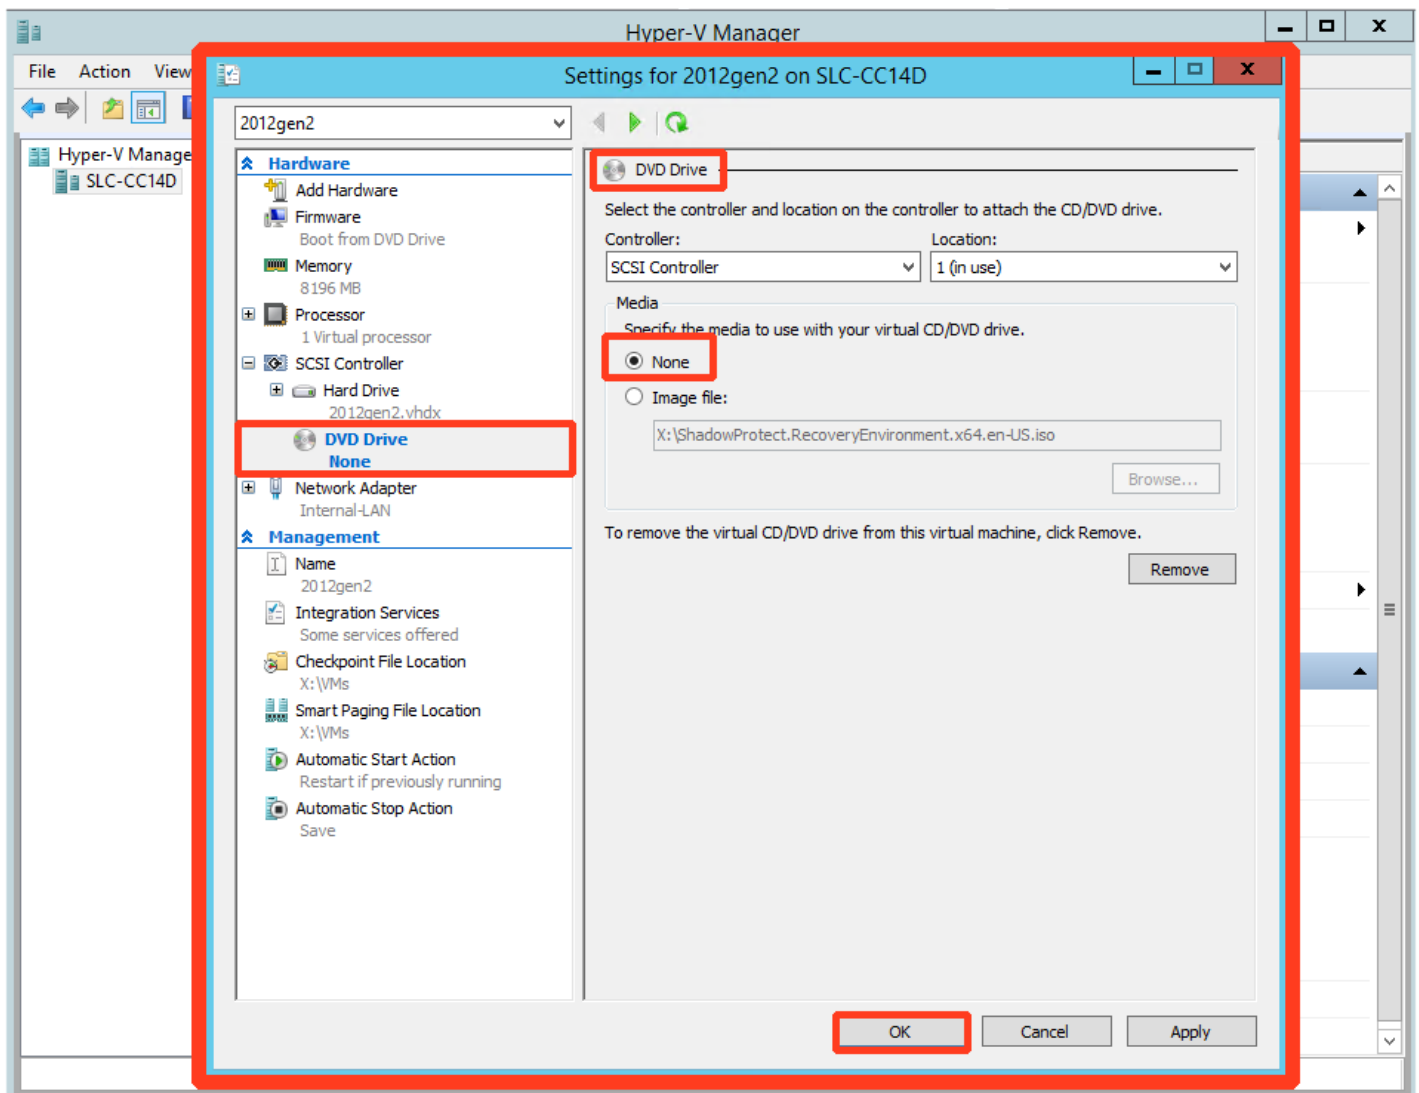 Hyper-V Manager
File Action View
Settings for 2012gen2 on SLC-CC14D
2012gen2
Hyper-V Manage
SLC-CC14D
Hardware
Add Hardware
Firmware
Boot from DVD Drive
Memory
8196 MB
Processor
1 Virtual processor
SCSI Controller
Hard Drive
2012gen2.vhdx
DVD Drive
None
Network Adapter
Internal-LAN
Management
Name
2012gen2
Integration Services
Some services offered
Checkpoint File Location
X:\VMs
Smart Paging File Location
X:\VMs
Automatic Start Action
Restart if previously running
Automatic Stop Action
Save
DVD Drive
Select the controller and location on the controller to attach the CD/DVD drive.
Controller: Location:
SCSI Controller 1 (in use)
Media
Specify the media to use with your virtual CD/DVD drive.
None
Image file:
X:\ShadowProtect.RecoveryEnvironment.x64.en-US.iso
Browse...
To remove the virtual CD/DVD drive from this virtual machine, click Remove.
Remove
OK Cancel Apply